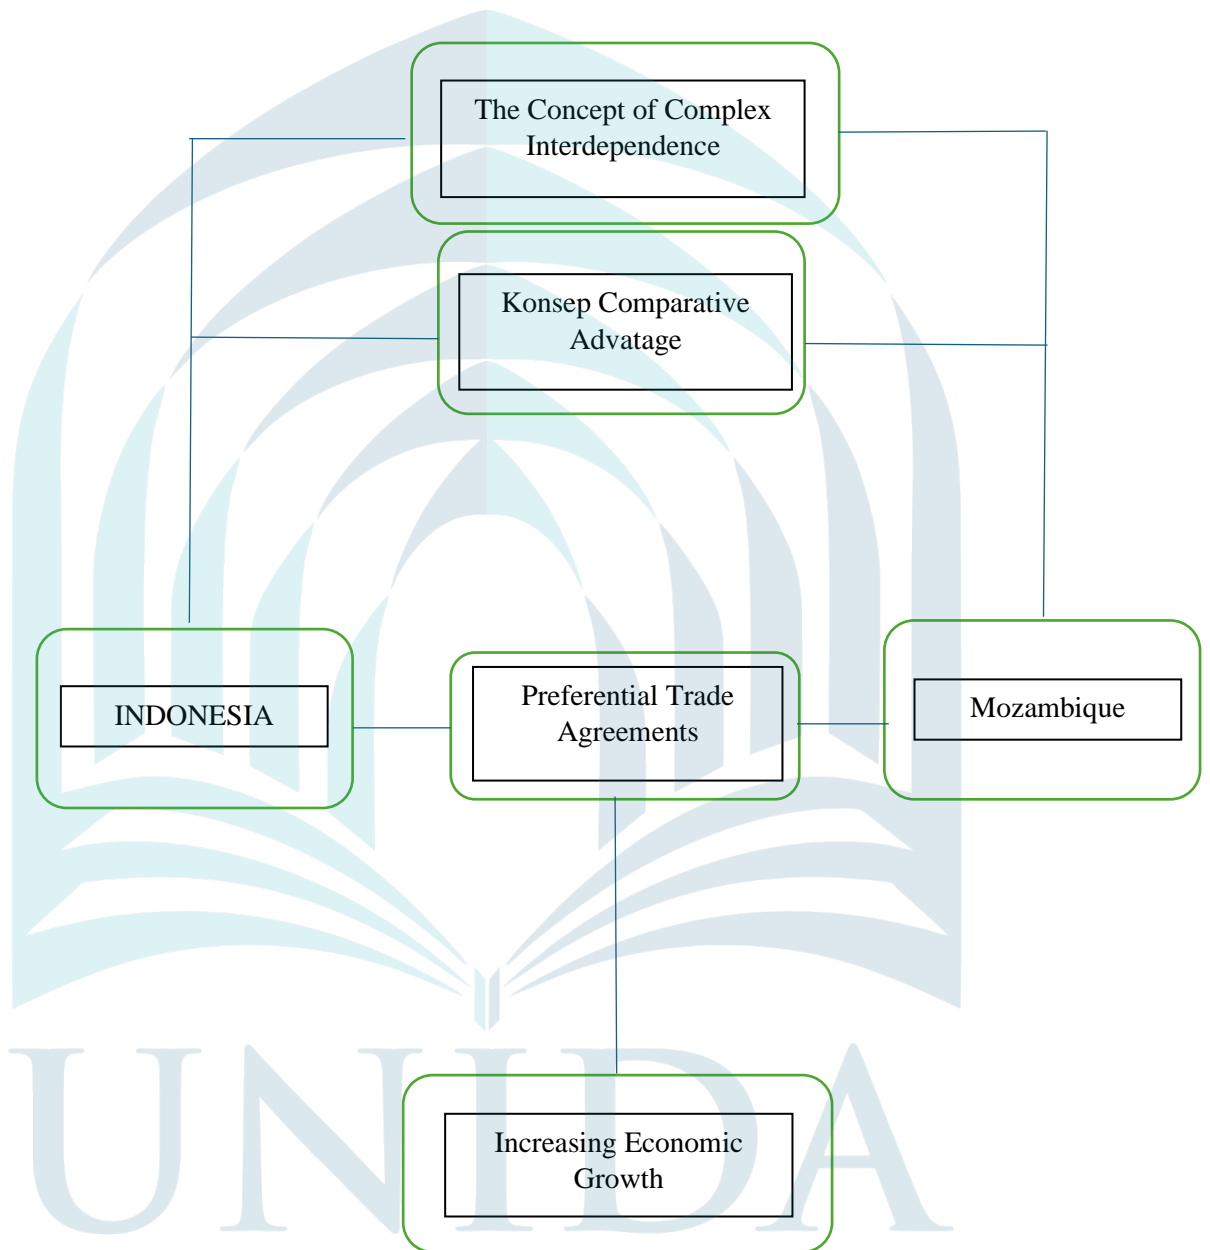 The Concept of Complex
Interdependence
Konsep Comparative
Advatage
INDONESIA
Preferential Trade
Agreements
Mozambique
Increasing Economic
Growth
UNIDA